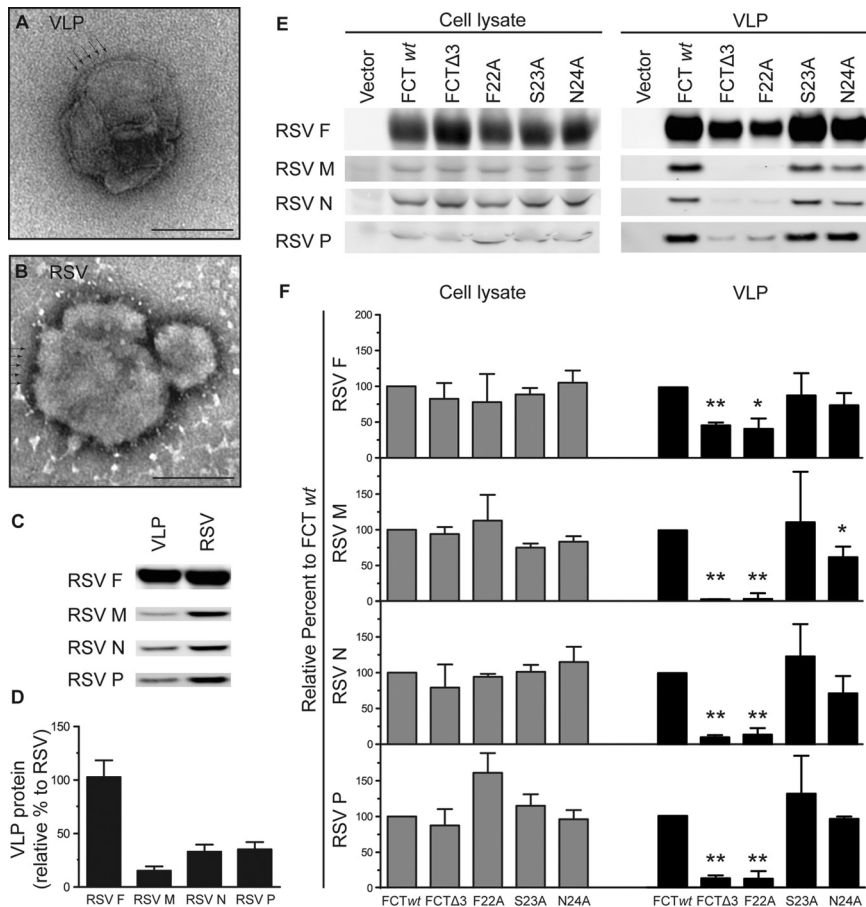 A
VLP
B
RSV
C
VLP
RSV
RSV F
RSV M
RSV N
RSV P
D
VLP protein
(relative % to RSV)
150
100
50
0
RSV F
RSV M
RSV N
RSV P
E
Cell lysate
VLP
Vector
FCT wt
FCTΔ3
F22A
S23A
N24A
Vector
FCT wt
FCTΔ3
F22A
S23A
N24A
RSV F
RSV M
RSV N
RSV P
F
Cell lysate
VLP
Relative Percent to FCT wt
RSV F
200
150
100
50
0
** *
RSV M
150
100
50
0
** ** *
RSV N
150
100
50
0
** **
RSV P
150
100
50
0
** **
FCTwt FCTΔ3 F22A S23A N24A
FCTwt FCTΔ3 F22A S23A N24A